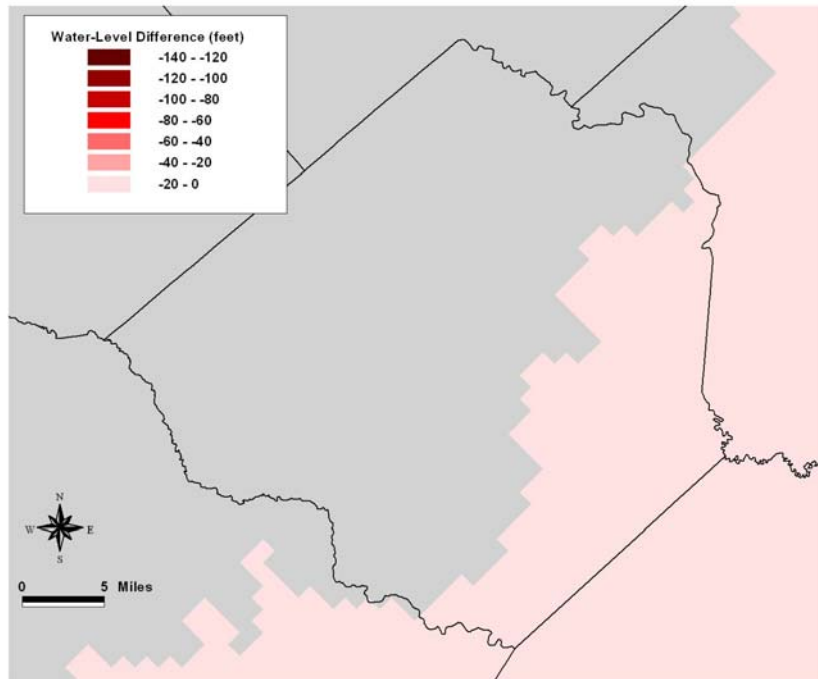 Water-Level Difference (feet)
-140 - -120
-120 - -100
-100 - -80
-80 - -60
-60 - -40
-40 - -20
-20 - 0
N
W E
S
0 5 Miles